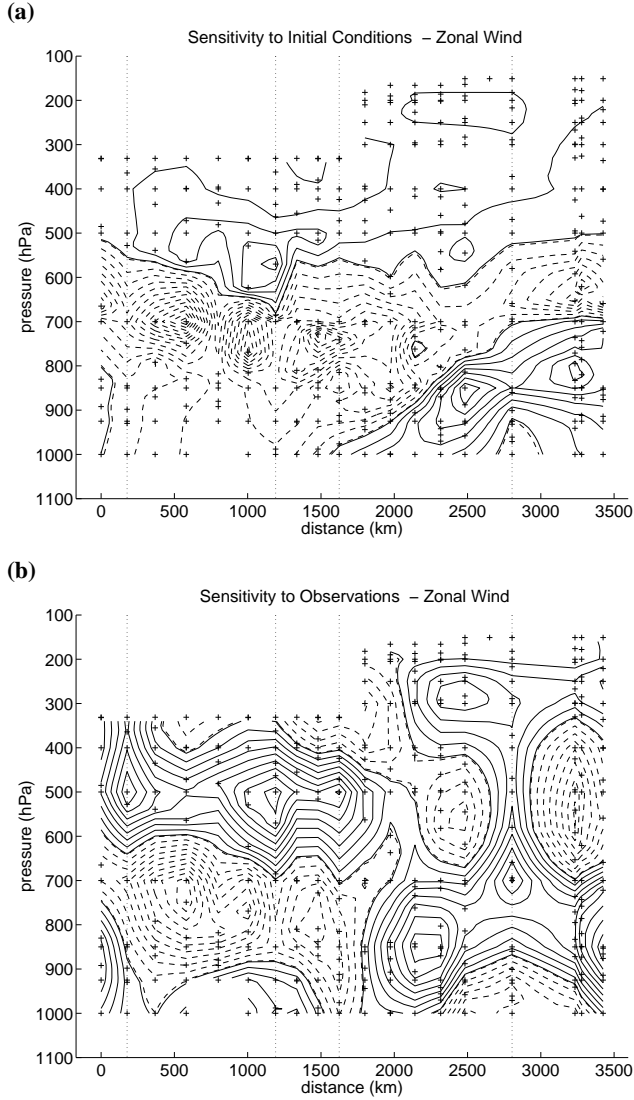 (a)
Sensitivity to Initial Conditions – Zonal Wind
100
200
300
400
500
600
700
800
900
1000
1100
pressure (hPa)
0 500 1000 1500 2000 2500 3000 3500
distance (km)
(b)
Sensitivity to Observations – Zonal Wind
100
200
300
400
500
600
700
800
900
1000
1100
pressure (hPa)
0 500 1000 1500 2000 2500 3000 3500
distance (km)